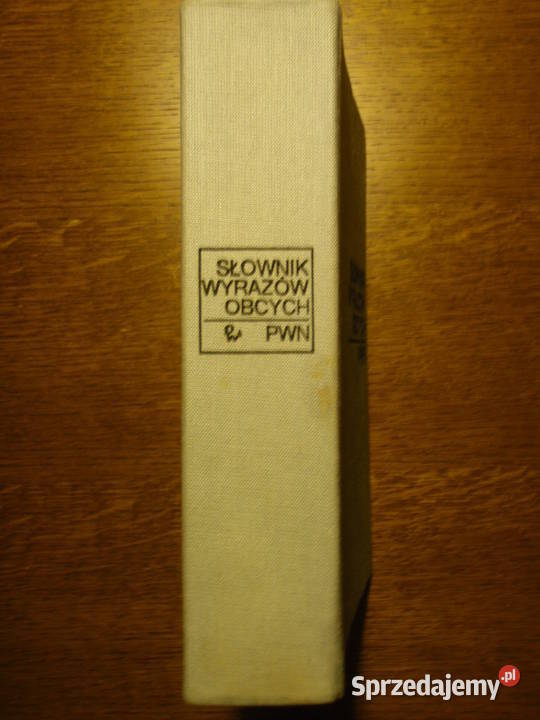 SŁOWNIK
WYRAZÓW
OBCYCH
PWN
Sprzedajemy.pl